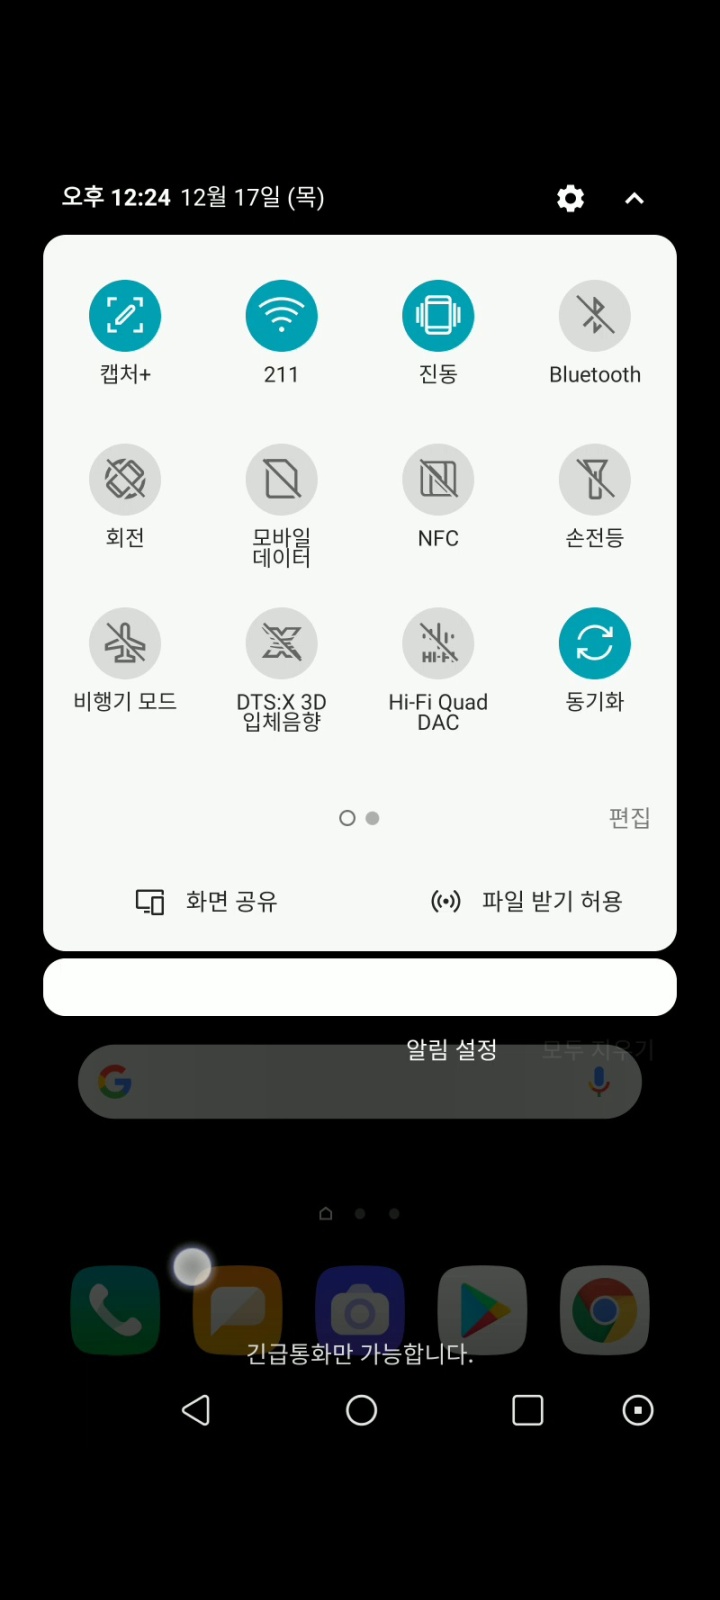 오후 12:24 12월 17일 (목)
캡처+ 211 진동 Bluetooth
회전 모바일 데이터 NFC 손전등
HI-FI
비행기 모드 DTS:X 3D 입체음향 Hi-Fi Quad DAC 동기화
편집
화면 공유 파일 받기 허용
알림 설정 모두 지우기
긴급통화만 가능합니다.